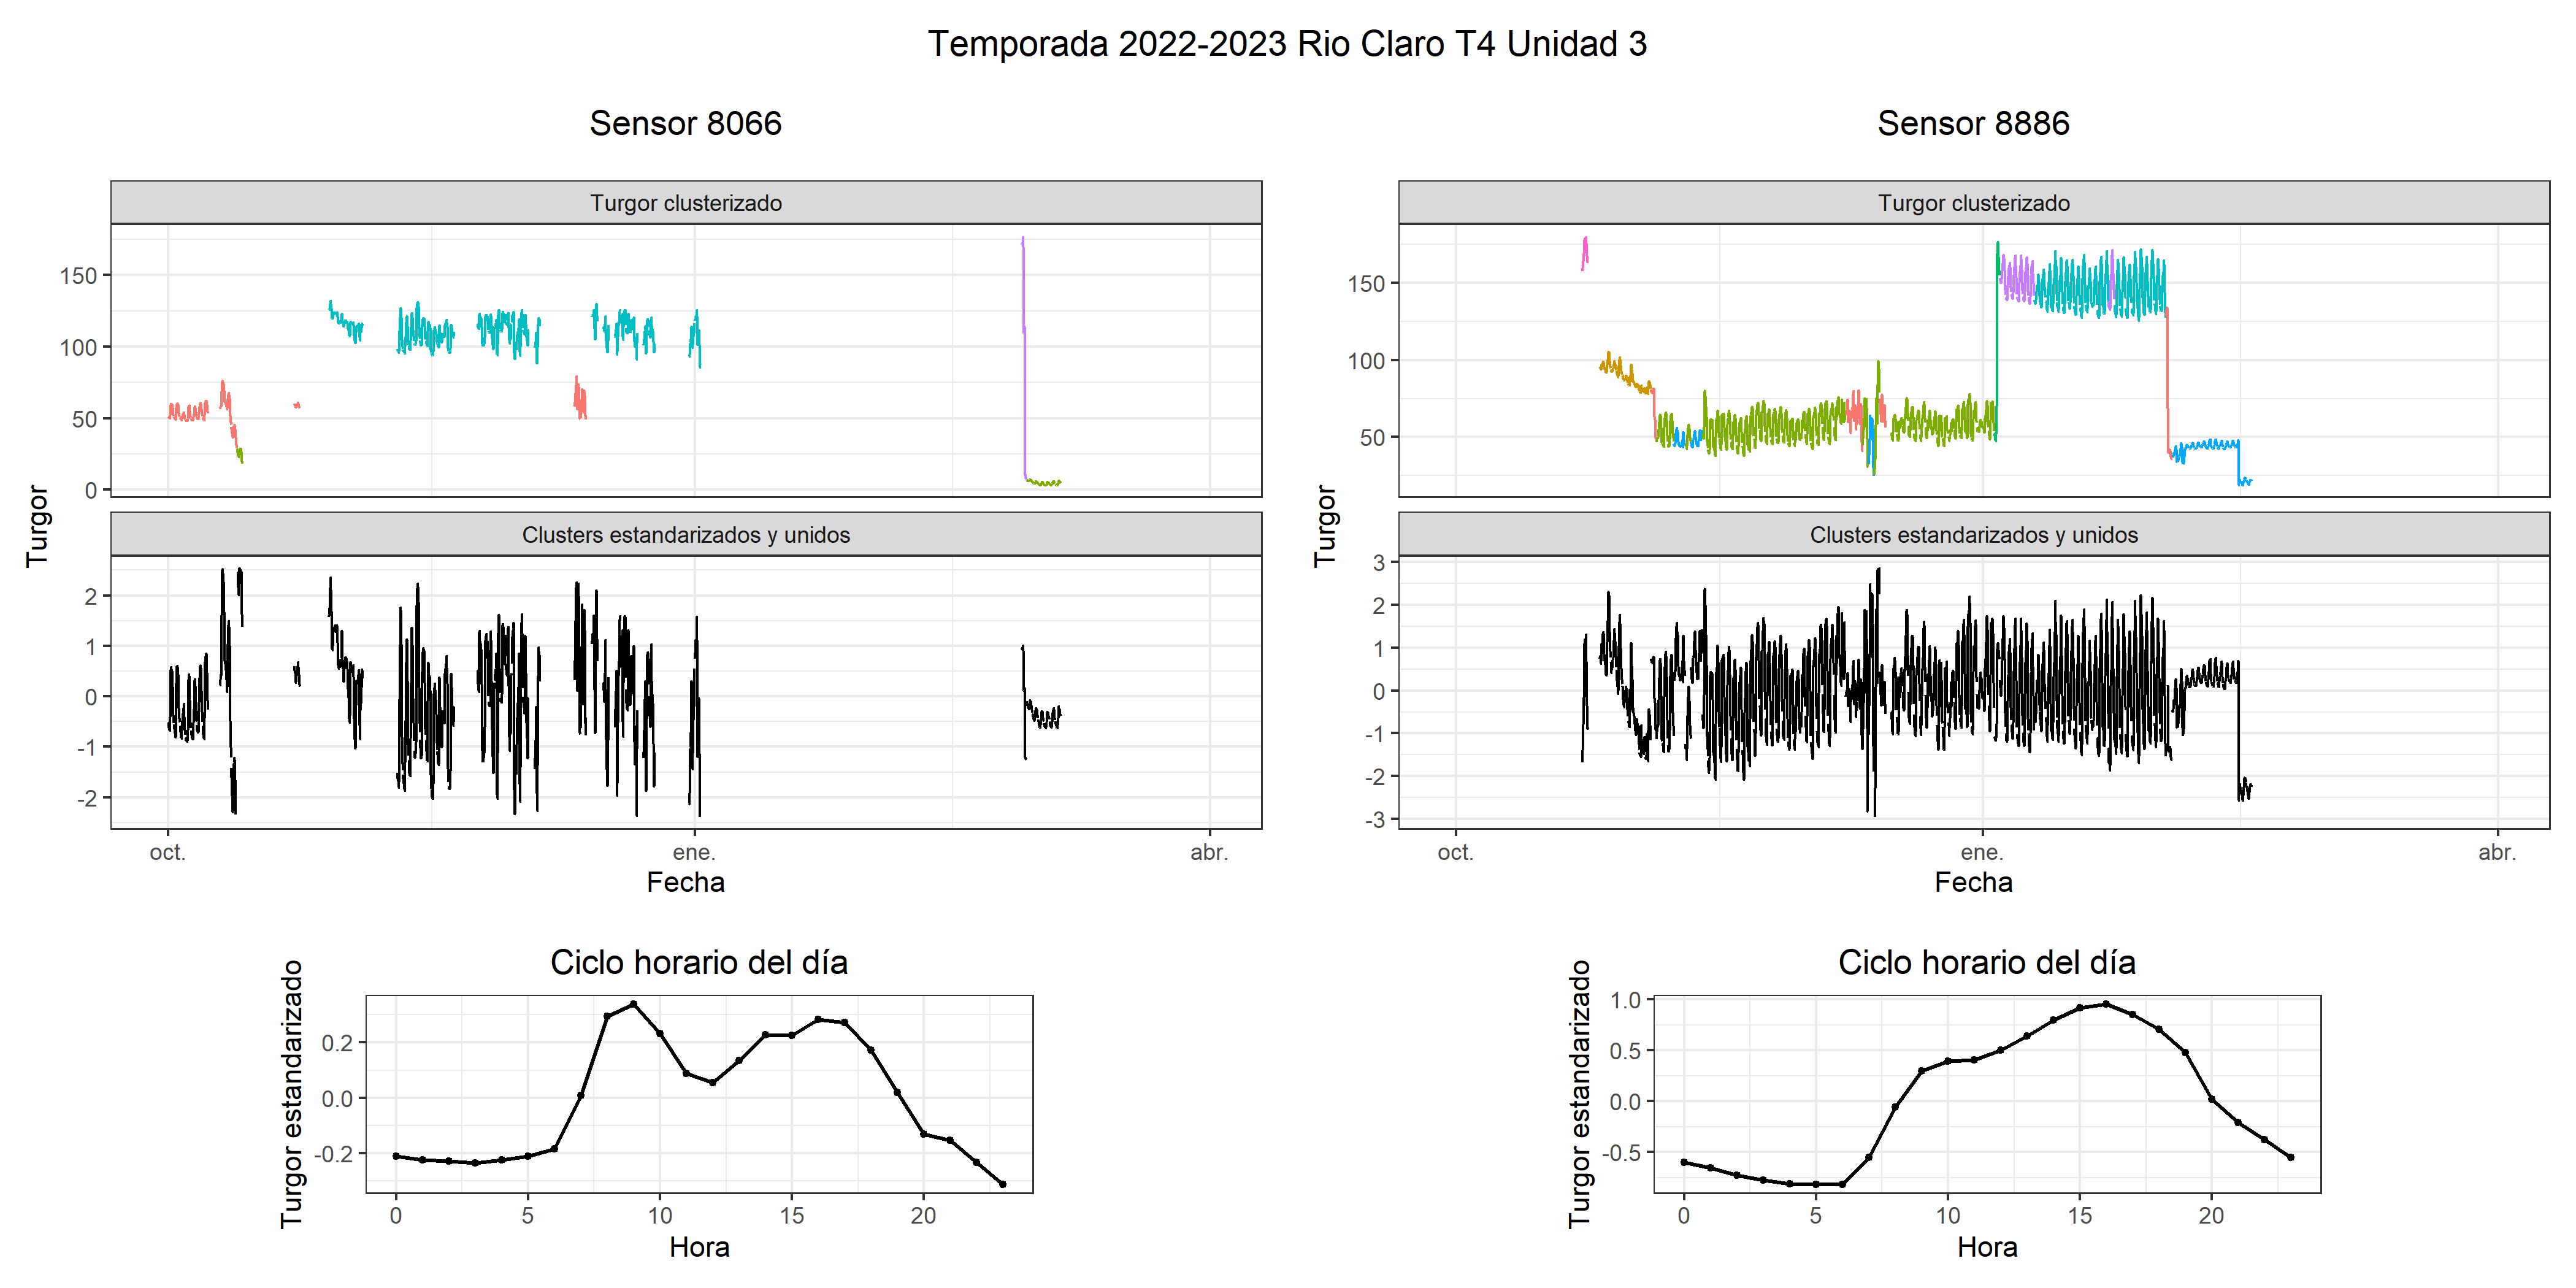 Temporada 2022-2023 Rio Claro T4 Unidad 3
Sensor 8066
Turgor clusterizado
150
100
50
0
Turgor
Clusters estandarizados y unidos
2
1
0
-1
-2
oct.
ene.
abr.
Fecha
Ciclo horario del día
Turgor estandarizado
0.2
0.0
-0.2
0
5
10
15
20
Hora
Sensor 8886
Turgor clusterizado
150
100
50
Turgor
Clusters estandarizados y unidos
3
2
1
0
-1
-2
-3
oct.
ene.
abr.
Fecha
Ciclo horario del día
Turgor estandarizado
1.0
0.5
0.0
-0.5
0
5
10
15
20
Hora